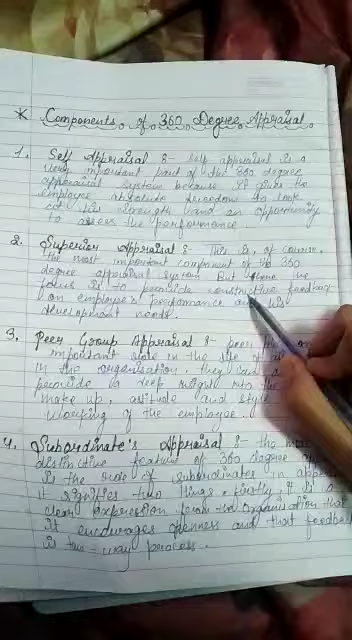 * Components of 360 Degree Appraisal
1. Self Appraisal :- Self appraisal is a
very important part of the 360 degree
appraisal system because it gives the
employee absolute freedom to look
at his strength and an opportunity
to assess the performance
2. Superior Appraisal :- This is, of course
the most important component of the 360
degree appraisal system. But here the
focus is to provide constructive feedback
on employee's performance and his
development needs.
3. Peer Group Appraisal :- peer
important role in the life of
in the organisation. they can
provide a deep insight into the
make up, attitude and style
working of the employee.
4. Subordinate's Appraisal :- the
distinctive feature of 360 degree
is the role of subordinates in
it signifies two things, firstly, it is a
clear expression from organisation that
it encourages openness and that feedback
is two-way process.